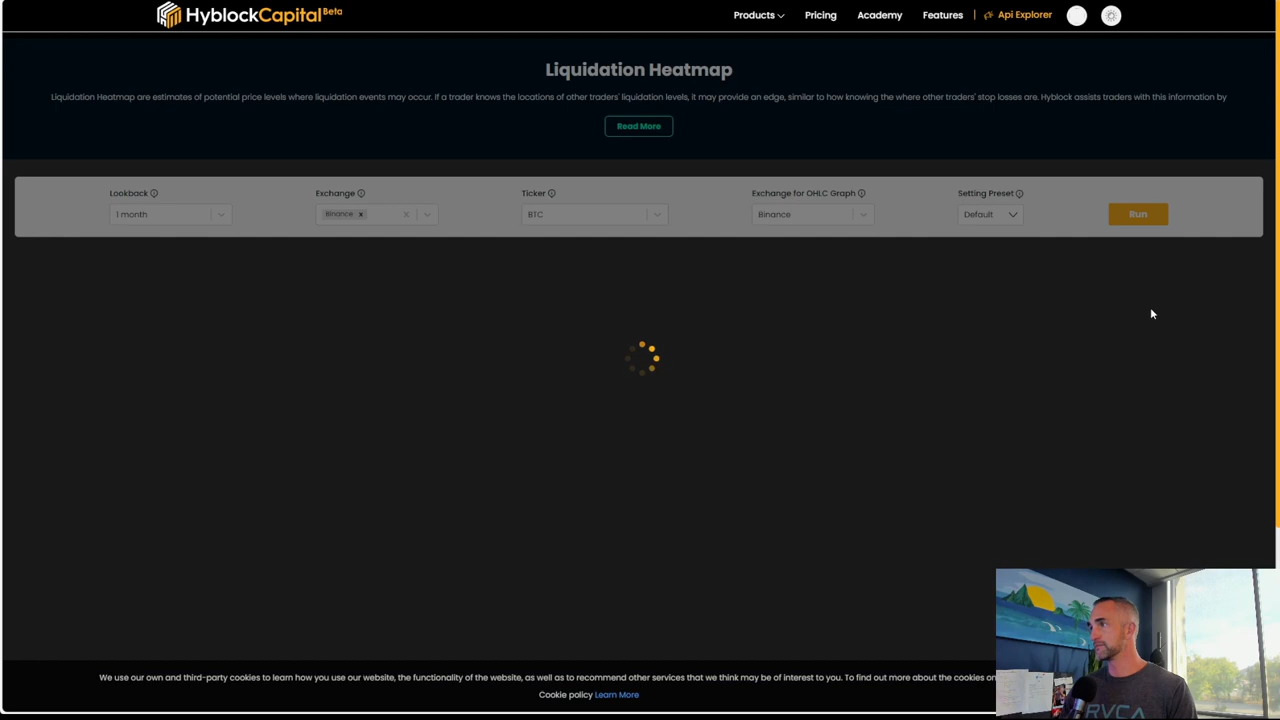 HyblockCapital Beta
Products
Pricing
Academy
Features
Api Explorer
Liquidation Heatmap
Liquidation Heatmap are estimates of potential price levels where liquidation events may occur. If a trader knows the locations of other traders' liquidation levels, it may provide an edge, similar to how knowing the where other traders' stop losses are. Hyblock assists traders with this information by
Read More
Lookback
Exchange
Ticker
Exchange for OHLC Graph
Setting Preset
1 month
Binance
BTC
Binance
Default
Run
We use our own and third-party cookies to learn how you use our website, the functionality of the website, as well as to recommend other services that we think may be of interest to you. To find out more about the cookies on
Cookie policy Learn More
RVCA